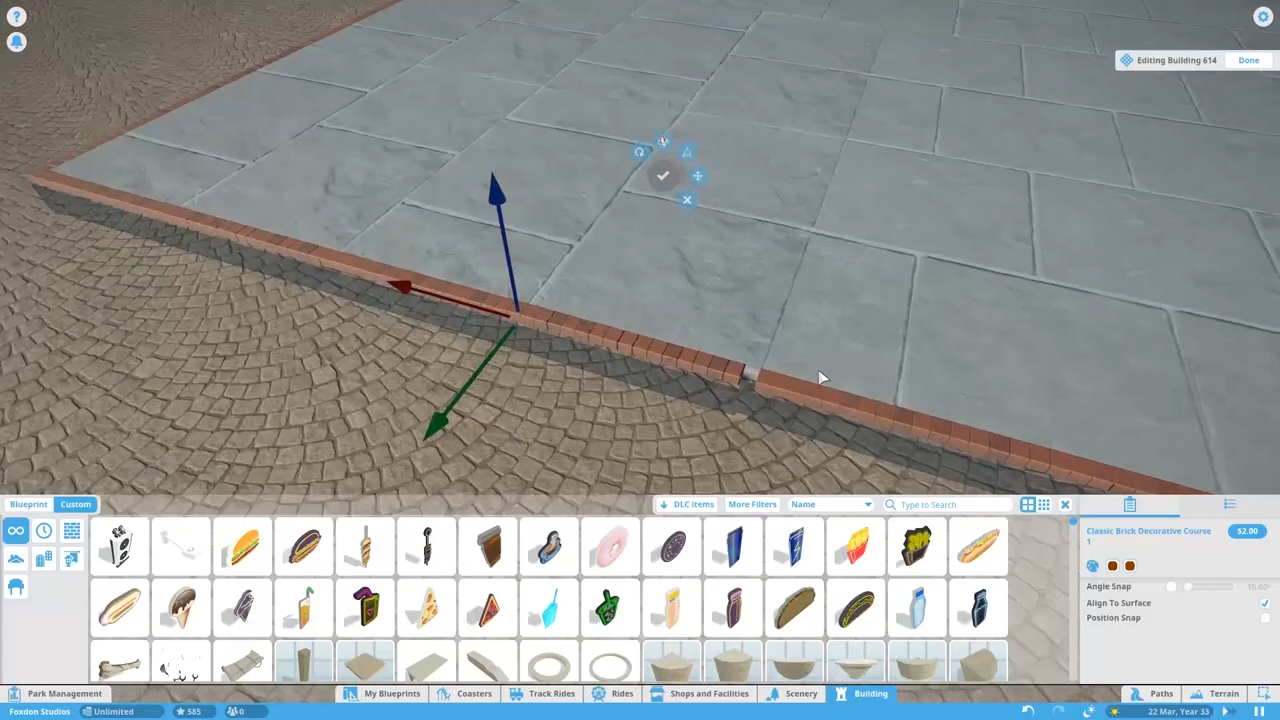 Editing Building 614 Done
Blueprint Custom DLC items More Filters Name Type to Search
Classic Brick Decorative Course 1 $2.00
Angle Snap 15.00°
Align To Surface
Position Snap
Park Management My Blueprints Coasters Track Rides Rides Shops and Facilities Scenery Building Paths Terrain
Foxdon Studios Unlimited 585 0 22 Mar, Year 33